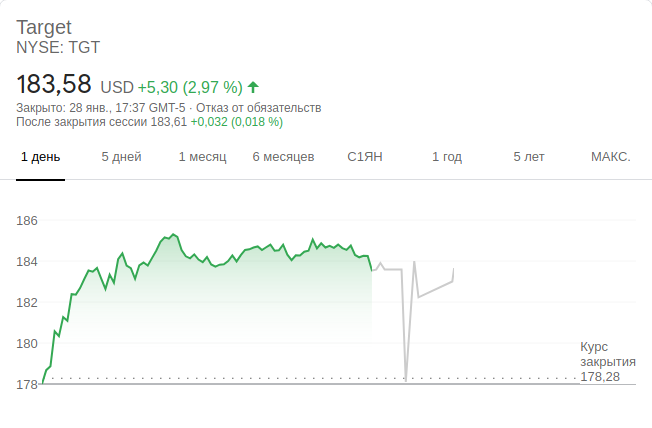 Target
NYSE: TGT
183,58 USD +5,30 (2,97 %)
Закрыто: 28 янв., 17:37 GMT-5 · Отказ от обязательств
После закрытия сессии 183,61 +0,032 (0,018 %)
1 день 5 дней 1 месяц 6 месяцев С1ЯН 1 год 5 лет МАКС.
186
184
182
180
Курс
закрытия
178,28
178